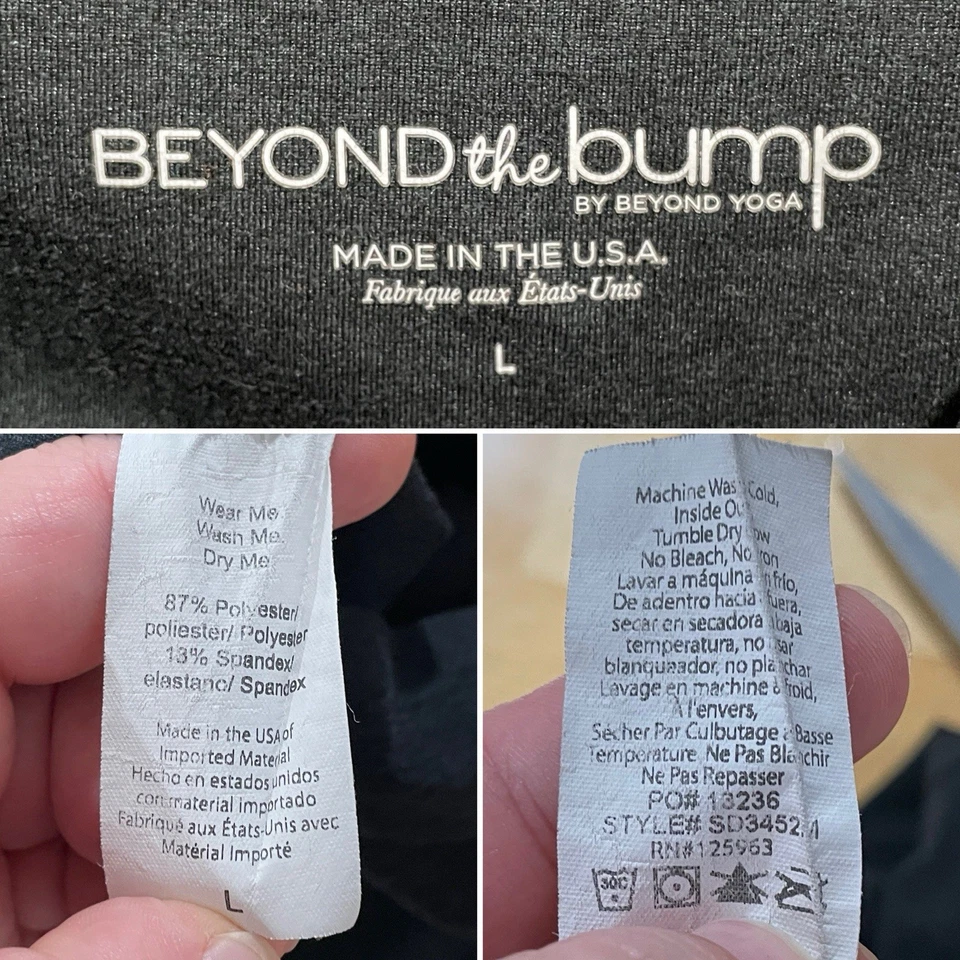 BEYOND the bump
BY BEYOND YOGA
MADE IN THE U.S.A.
Fabrique aux États-Unis
L
Wear Me
Wash Me
Dry Me
87% Polyester/
poliester/ Polyester
13% Spandex/
elastano/ Spandex
Made in the USA of
Imported Material
Hecho en estados unidos
con material importado
Fabriqué aux États-Unis avec
Matérial Importé
L
Machine Wash Cold,
Inside Out
Tumble Dry Low
No Bleach, No Iron
Lavar a máquina en frío,
De adentro hacia afuera,
secar en secadora a baja
temperatura, no usar
blanqueador, no planchar
Lavage en machine à froid,
À l'envers,
Sécher Par Culbutage à Basse
Temperature Ne Pas Blanchir
Ne Pas Repasser
PO# 13236
STYLE# SD3452
RN#125963
30C